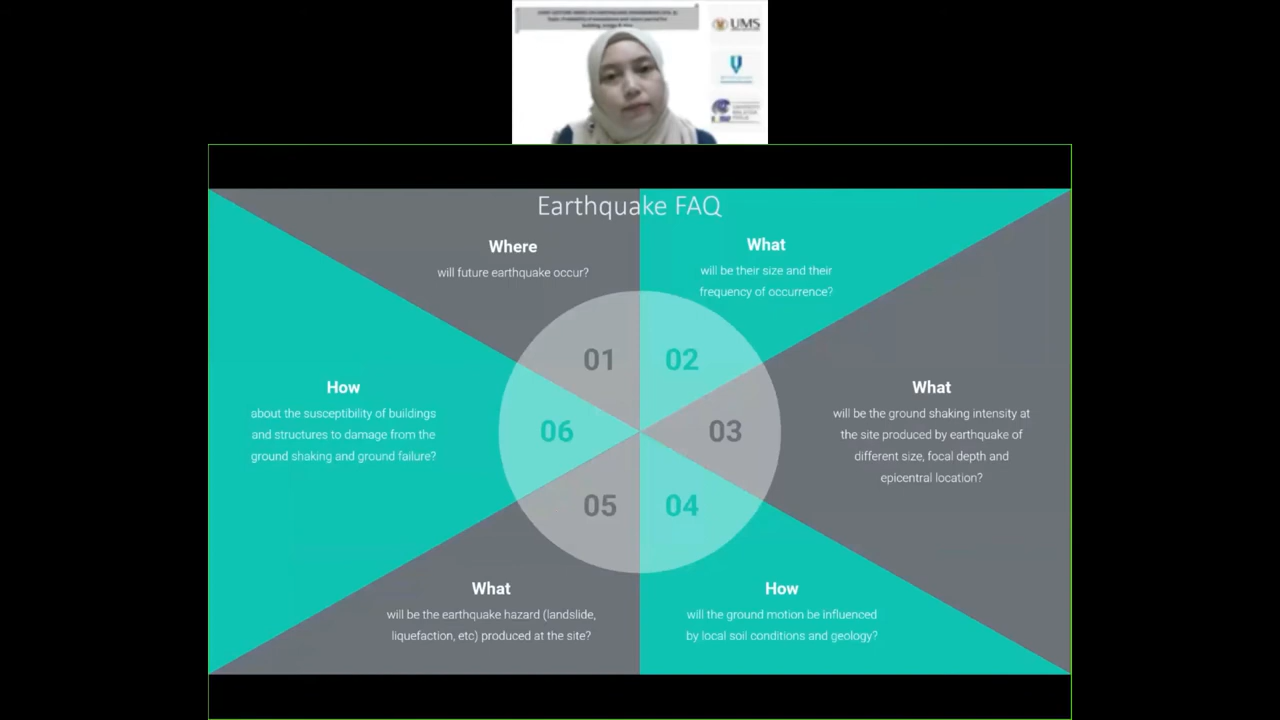 UMS
Earthquake FAQ
Where
will future earthquake occur?
What
will be their size and their
frequency of occurrence?
01
02
How
about the susceptibility of buildings
and structures to damage from the
ground shaking and ground failure?
06
03
What
will be the ground shaking intensity at
the site produced by earthquake of
different size, focal depth and
epicentral location?
05
04
What
will be the earthquake hazard (landslide,
liquefaction, etc) produced at the site?
How
will the ground motion be influenced
by local soil conditions and geology?